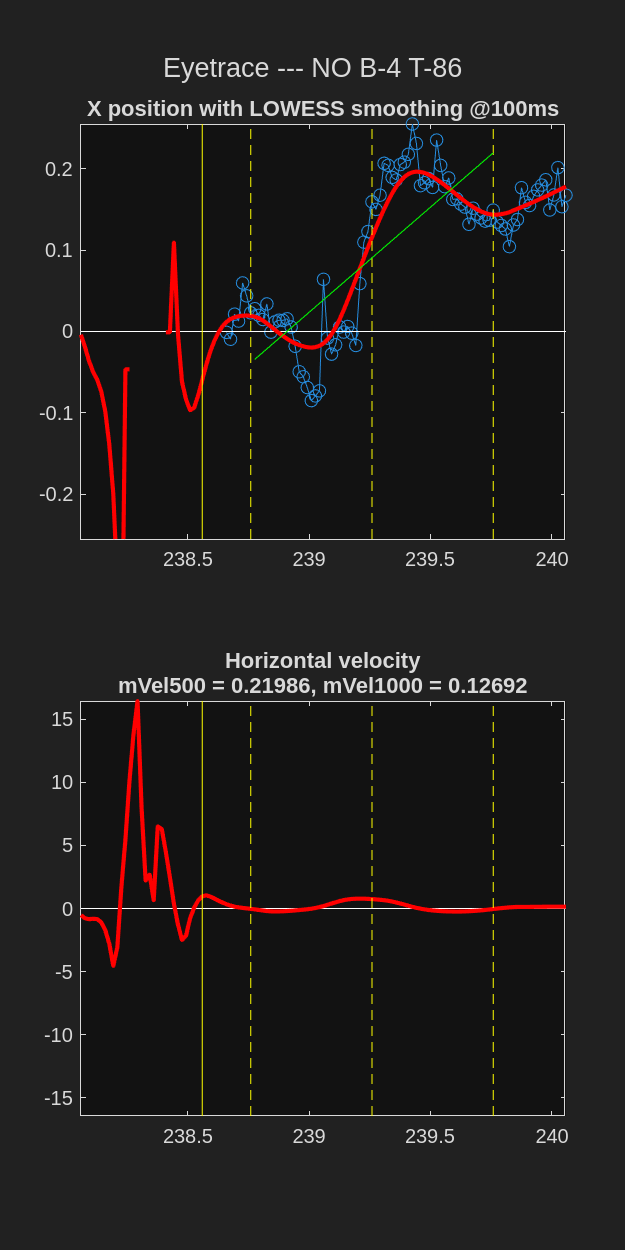 Eyetrace --- NO B-4 T-86
X position with LOWESS smoothing @100ms
0.2
0.1
0
-0.1
-0.2
238.5 239 239.5 240
Horizontal velocity
mVel500 = 0.21986, mVel1000 = 0.12692
15
10
5
0
-5
-10
-15
238.5 239 239.5 240